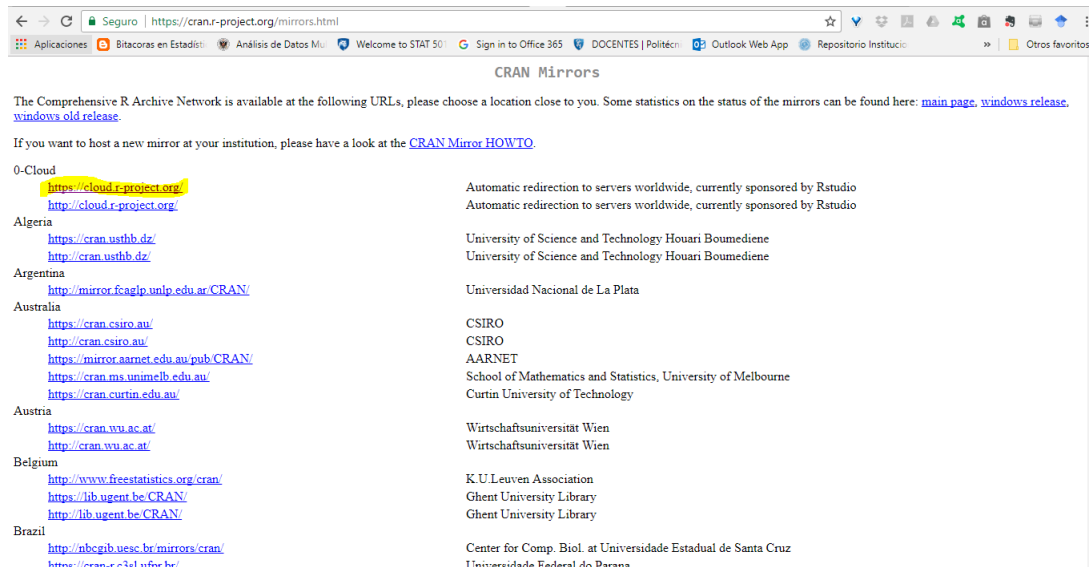 Seguro | https://cran.r-project.org/mirrors.html
Aplicaciones Bitacoras en Estadísti Análisis de Datos Mul Welcome to STAT 50 Sign in to Office 365 DOCENTES | Politécni Outlook Web App Repositorio Institucio » Otros favoritos
CRAN Mirrors
The Comprehensive R Archive Network is available at the following URLs, please choose a location close to you. Some statistics on the status of the mirrors can be found here: main page, windows release,
windows old release.
If you want to host a new mirror at your institution, please have a look at the CRAN Mirror HOWTO.
0-Cloud
https://cloud.r-project.org/ Automatic redirection to servers worldwide, currently sponsored by Rstudio
http://cloud.r-project.org/ Automatic redirection to servers worldwide, currently sponsored by Rstudio
Algeria
https://cran.usthb.dz/ University of Science and Technology Houari Boumediene
http://cran.usthb.dz/ University of Science and Technology Houari Boumediene
Argentina
http://mirror.fcaglp.unlp.edu.ar/CRAN/ Universidad Nacional de La Plata
Australia
https://cran.csiro.au/ CSIRO
http://cran.csiro.au/ CSIRO
https://mirror.aarnet.edu.au/pub/CRAN/ AARNET
https://cran.ms.unimelb.edu.au/ School of Mathematics and Statistics, University of Melbourne
https://cran.curtin.edu.au/ Curtin University of Technology
Austria
https://cran.wu.ac.at/ Wirtschaftsuniversität Wien
http://cran.wu.ac.at/ Wirtschaftsuniversität Wien
Belgium
http://www.freestatistics.org/cran/ K.U.Leuven Association
https://lib.ugent.be/CRAN/ Ghent University Library
http://lib.ugent.be/CRAN/ Ghent University Library
Brazil
http://nbcgib.uesc.br/mirrors/cran/ Center for Comp. Biol. at Universidade Estadual de Santa Cruz
https://cran-r.c3sl.ufpr.br/ Universidade Federal do Parana